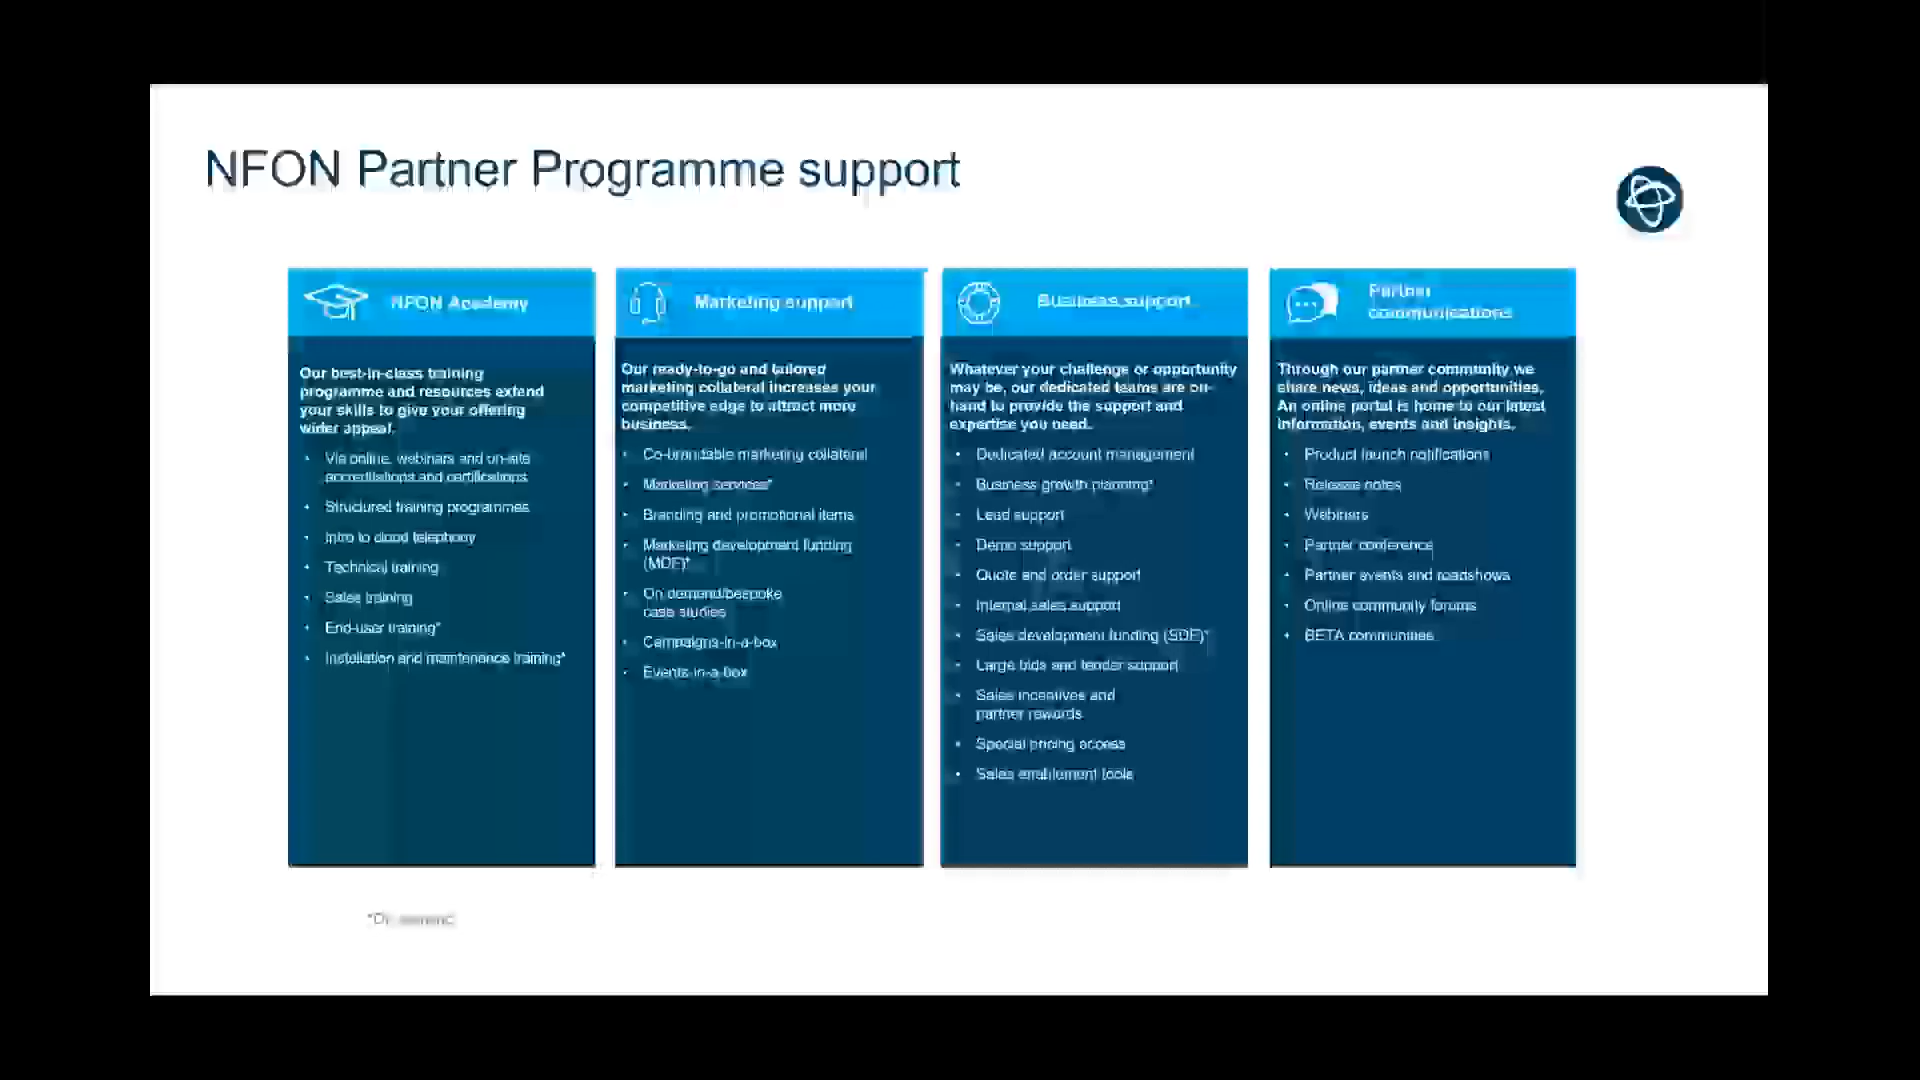 NFON Partner Programme support
NFON Academy
Our best-in-class training
programme and resources extend
your skills to give your offering
wider appeal.
• Via online, webinars and on-site
accreditations and certifications
• Structured training programmes
• Intro to cloud telephony
• Technical training
• Sales training
• End-user training*
• Installation and maintenance training*
Marketing support
Our ready-to-go and tailored
marketing collateral increases your
competitive edge to attract more
business.
• Co-brandable marketing collateral
• Marketing services*
• Branding and promotional items
• Marketing development funding
(MDF)*
• On demand/bespoke
case studies
• Campaigns-in-a-box
• Events-in-a-box
Business support
Whatever your challenge or opportunity
may be, our dedicated teams are on-
hand to provide the support and
expertise you need.
• Dedicated account management
• Business growth planning*
• Lead support
• Demo support
• Quote and order support
• Internal sales support
• Sales development funding (SDF)*
• Large bids and tender support
• Sales incentives and
partner rewards
• Special pricing access
• Sales enablement tools
Partner
communications
Through our partner community we
share news, ideas and opportunities.
An online portal is home to our latest
information, events and insights.
• Product launch notifications
• Release notes
• Webinars
• Partner conference
• Partner events and roadshows
• Online community forums
• BETA communities